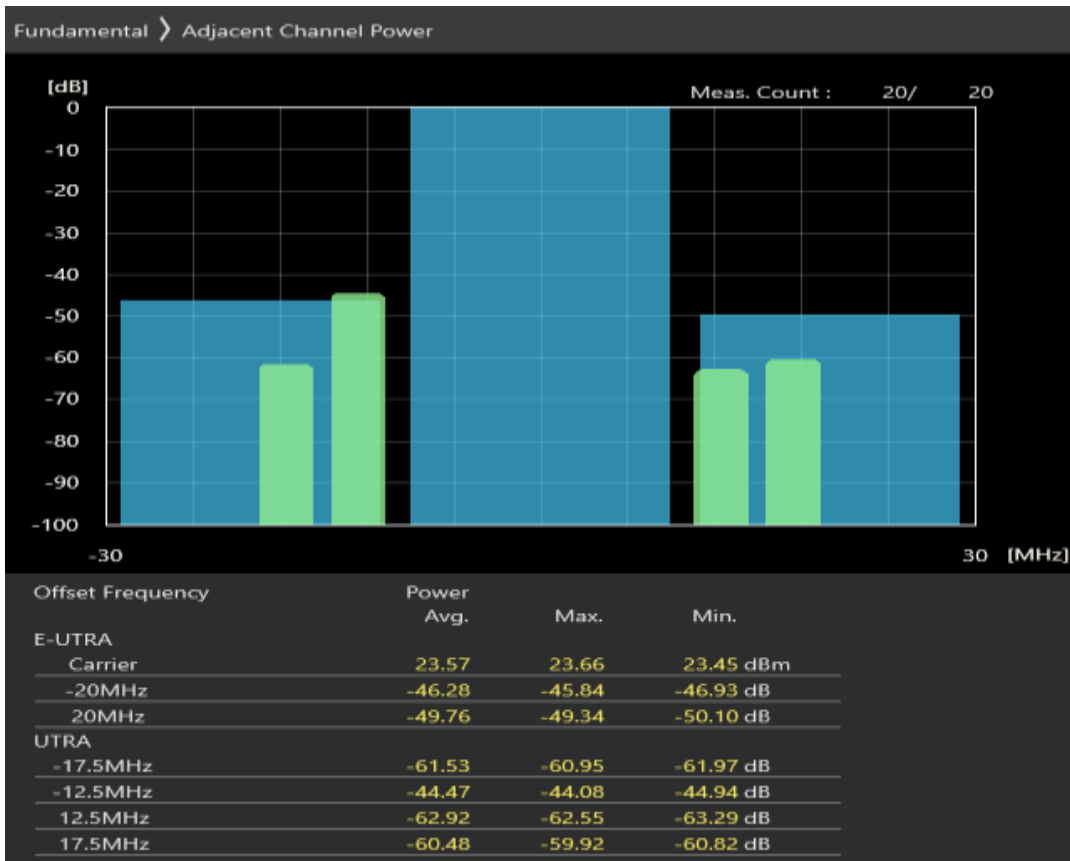 Fundamental ❯ Adjacent Channel Power
[dB]
Meas. Count : 20/ 20
0
-10
-20
-30
-40
-50
-60
-70
-80
-90
-100
-30 30 [MHz]
Offset Frequency Power
Avg. Max. Min.
E-UTRA
Carrier 23.57 23.66 23.45 dBm
-20MHz -46.28 -45.84 -46.93 dB
20MHz -49.76 -49.34 -50.10 dB
UTRA
-17.5MHz -61.53 -60.95 -61.97 dB
-12.5MHz -44.47 -44.08 -44.94 dB
12.5MHz -62.92 -62.55 -63.29 dB
17.5MHz -60.48 -59.92 -60.82 dB